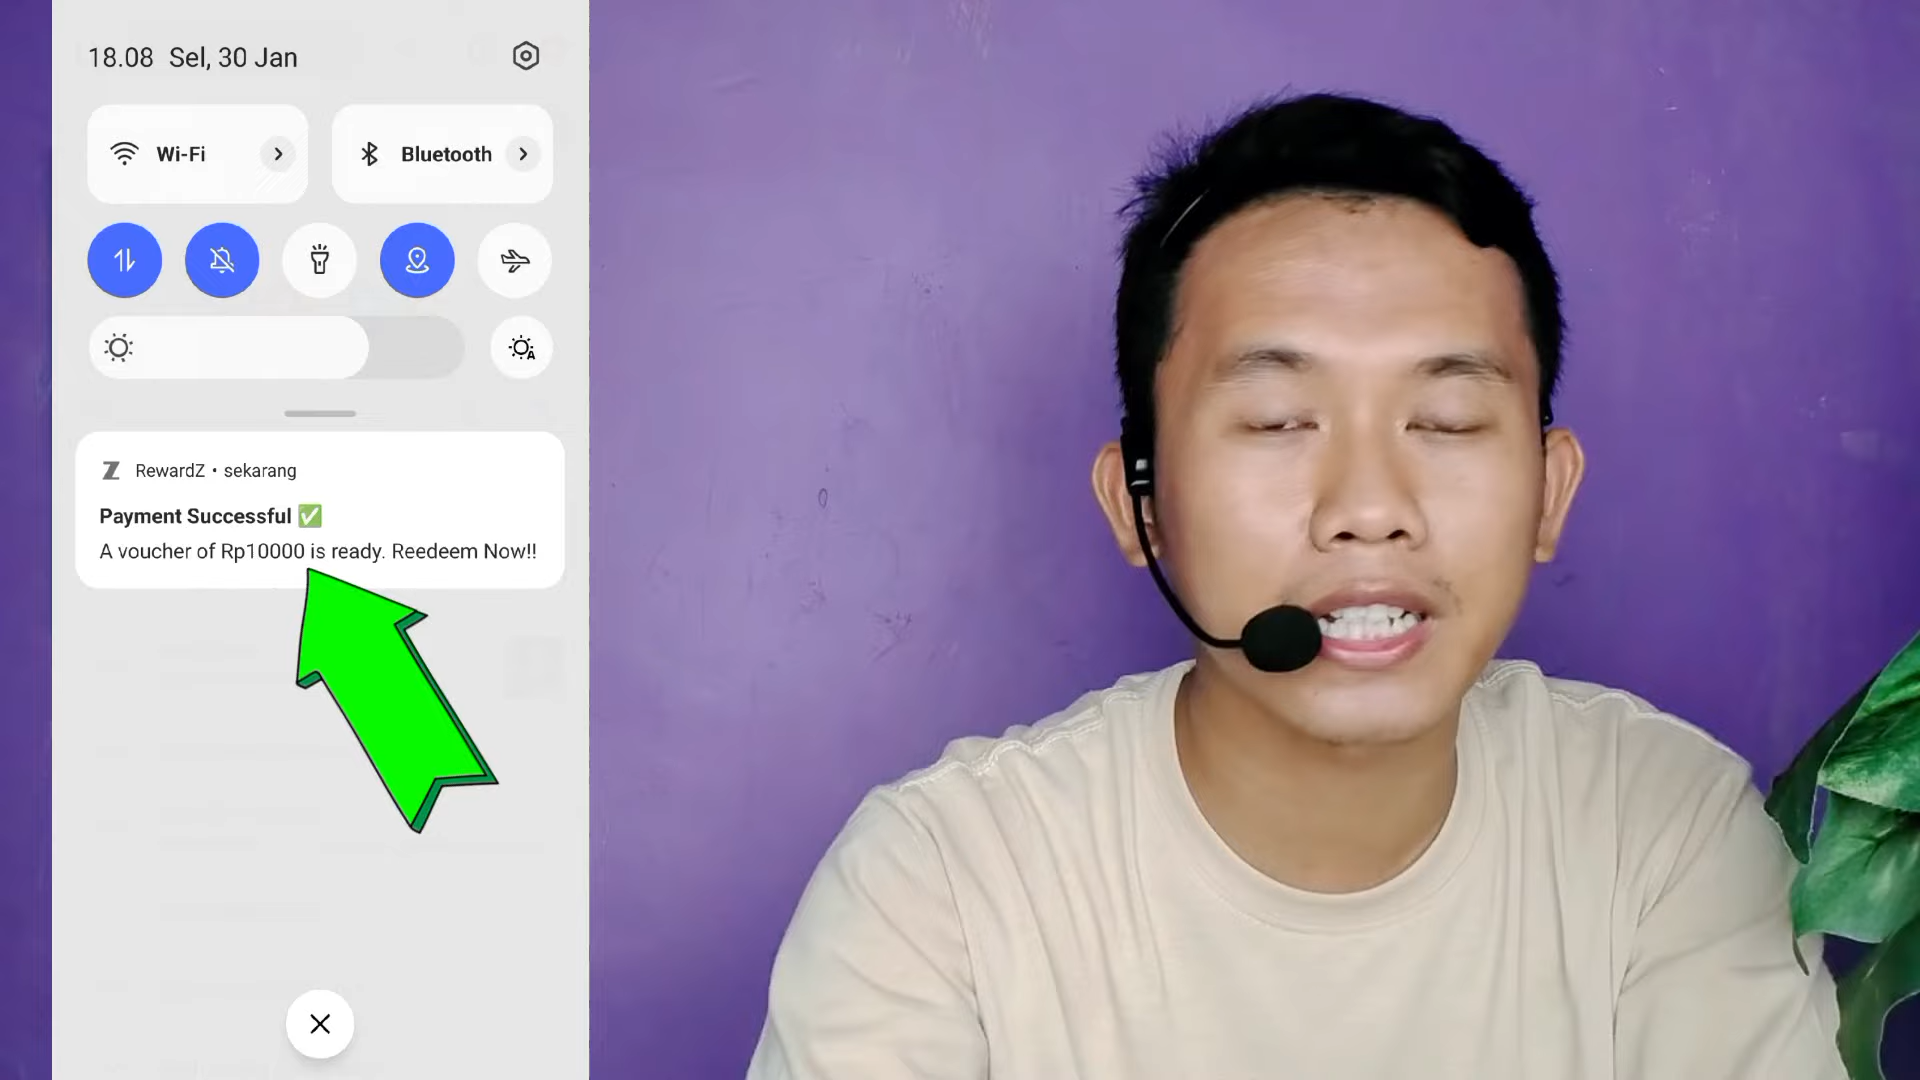 18.08 Sel, 30 Jan
Wi-Fi
Bluetooth
RewardZ • sekarang
Payment Successful ✅
A voucher of Rp10000 is ready. Reedeem Now!!